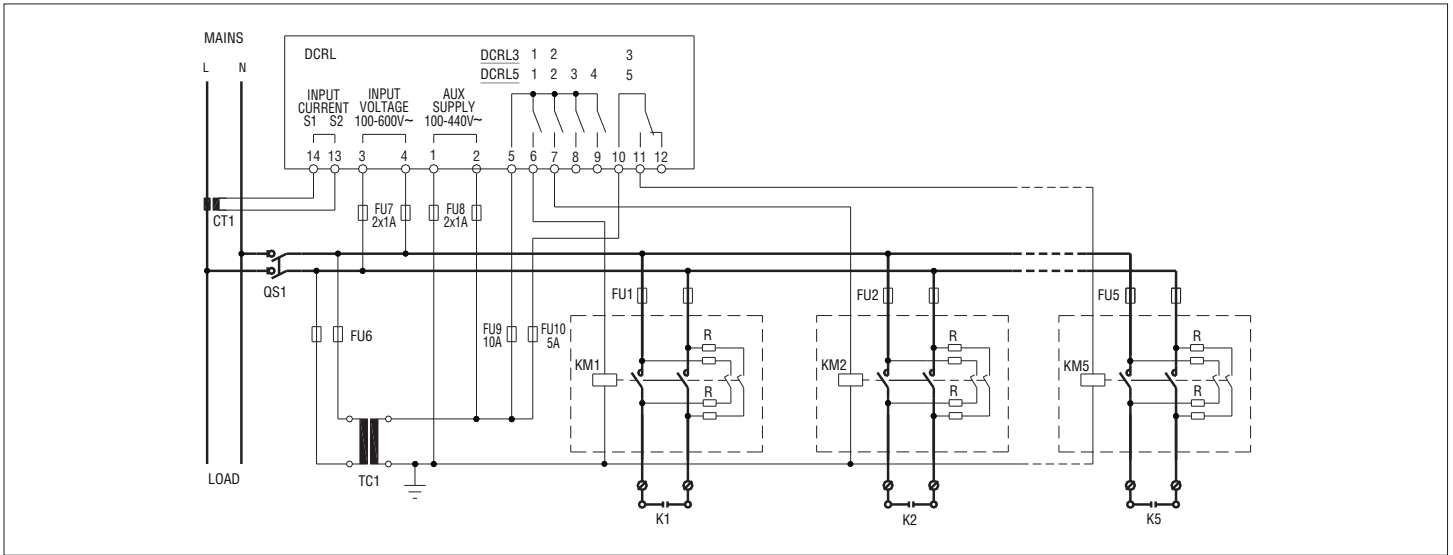 MAINS
L N
DCRL
DCRL3 1 2 3
DCRL5 1 2 3 4 5
INPUT CURRENT
S1 S2
INPUT VOLTAGE
100-600V~
AUX SUPPLY
100-440V~
14 13 3 4 1 2 5 6 7 8 9 10 11 12
CT1
FU7
2x1A
FU8
2x1A
QS1
FU1
FU2
FU5
FU6
FU9
10A
FU10
5A
KM1
R
R
KM2
R
R
KM5
R
R
LOAD
TC1
K1
K2
K5